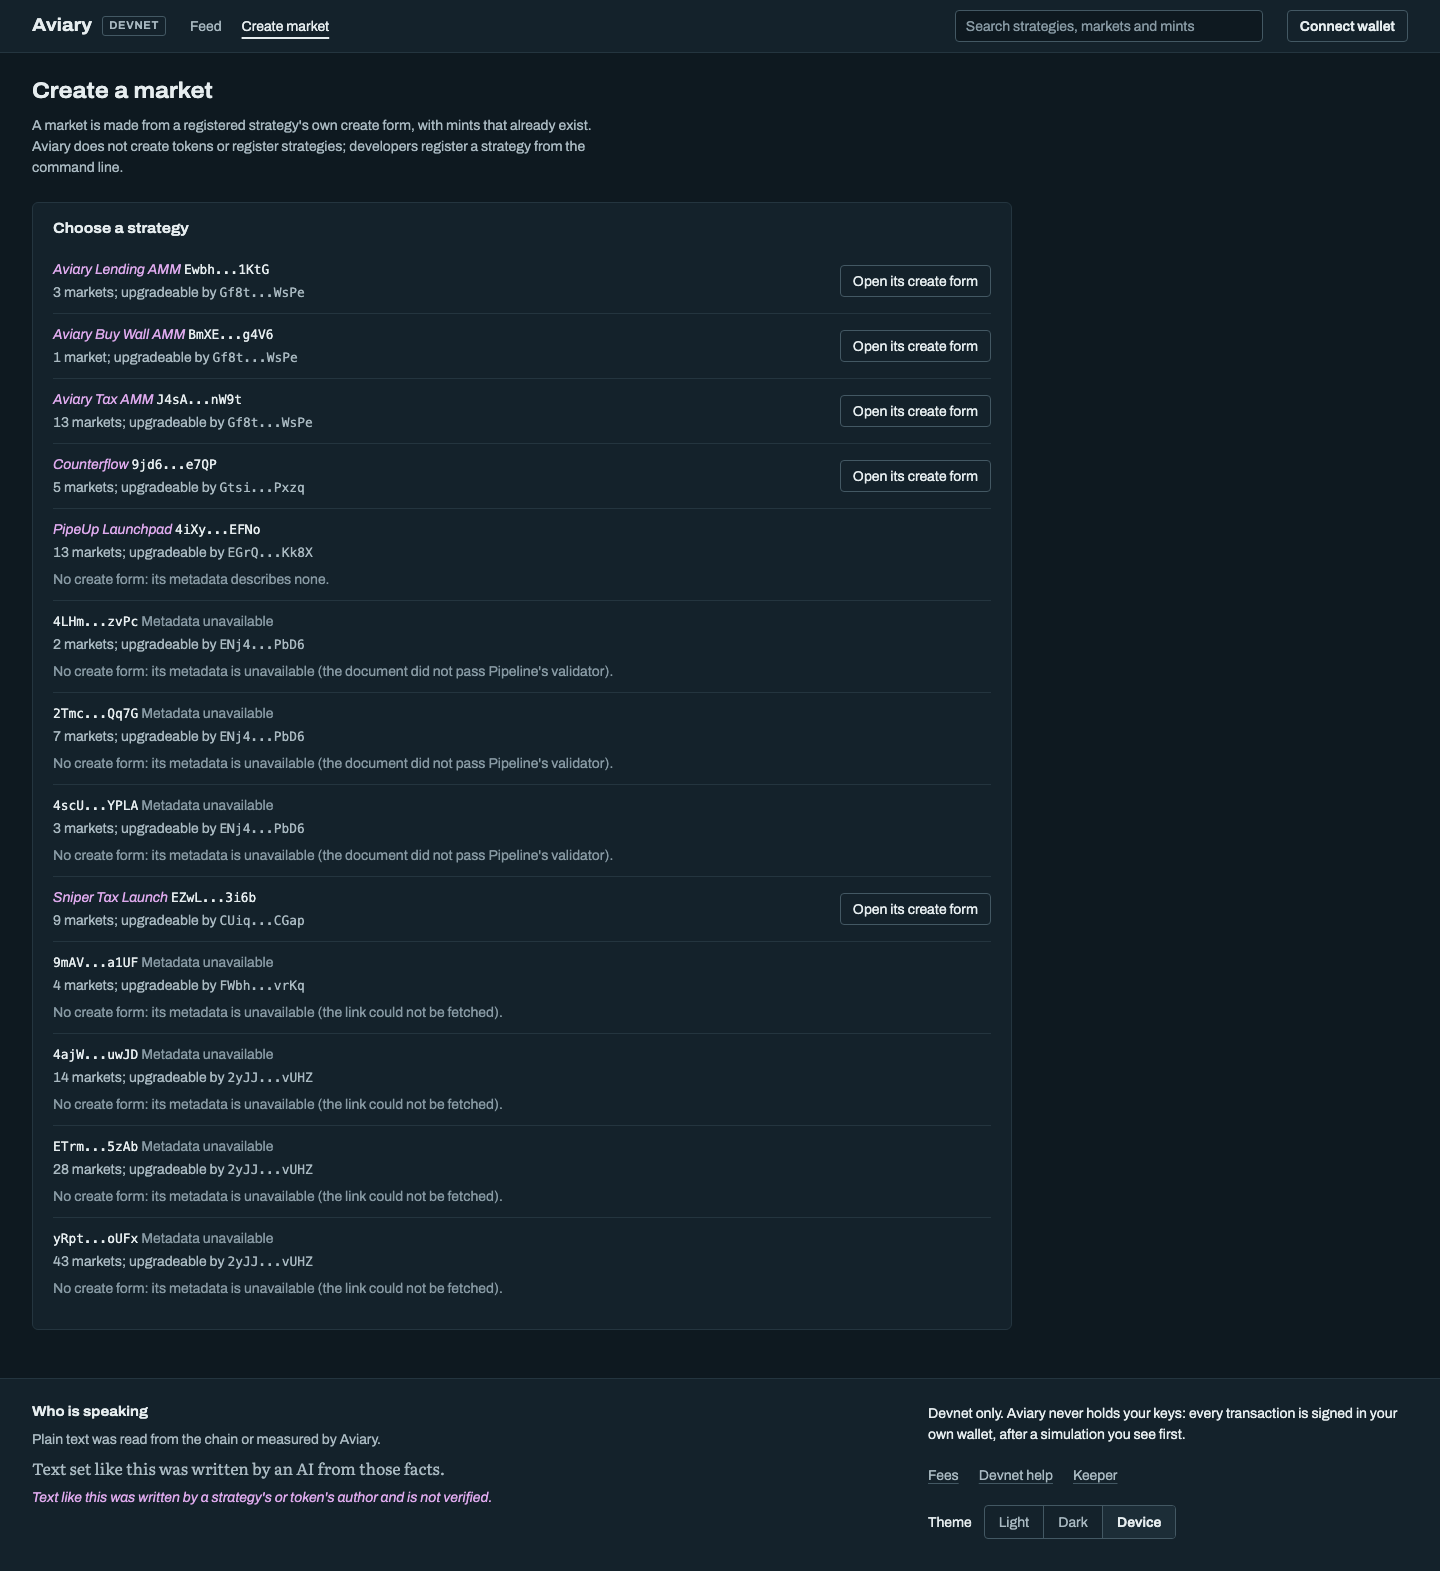 Aviary DEVNET Feed Create market Search strategies, markets and mints Connect wallet
Create a market
A market is made from a registered strategy's own create form, with mints that already exist.
Aviary does not create tokens or register strategies; developers register a strategy from the
command line.
Choose a strategy
Aviary Lending AMM Ewbh...1KtG
3 markets; upgradeable by Gf8t...WsPe
Open its create form
Aviary Buy Wall AMM BmXE...g4V6
1 market; upgradeable by Gf8t...WsPe
Open its create form
Aviary Tax AMM J4sA...nW9t
13 markets; upgradeable by Gf8t...WsPe
Open its create form
Counterflow 9jd6...e7QP
5 markets; upgradeable by Gtsi...Pxzq
Open its create form
PipeUp Launchpad 4iXy...EFNo
13 markets; upgradeable by EGrQ...Kk8X
No create form: its metadata describes none.
4LHm...zvPc Metadata unavailable
2 markets; upgradeable by ENj4...PbD6
No create form: its metadata is unavailable (the document did not pass Pipeline's validator).
2Tmc...Qq7G Metadata unavailable
7 markets; upgradeable by ENj4...PbD6
No create form: its metadata is unavailable (the document did not pass Pipeline's validator).
4scU...YPLA Metadata unavailable
3 markets; upgradeable by ENj4...PbD6
No create form: its metadata is unavailable (the document did not pass Pipeline's validator).
Sniper Tax Launch EZwL...3i6b
9 markets; upgradeable by CUiq...CGap
Open its create form
9mAV...a1UF Metadata unavailable
4 markets; upgradeable by FWbh...vrKq
No create form: its metadata is unavailable (the link could not be fetched).
4ajW...uwJD Metadata unavailable
14 markets; upgradeable by 2yJJ...vUHZ
No create form: its metadata is unavailable (the link could not be fetched).
ETrm...5zAb Metadata unavailable
28 markets; upgradeable by 2yJJ...vUHZ
No create form: its metadata is unavailable (the link could not be fetched).
yRpt...oUFx Metadata unavailable
43 markets; upgradeable by 2yJJ...vUHZ
No create form: its metadata is unavailable (the link could not be fetched).
Who is speaking
Plain text was read from the chain or measured by Aviary.
Text set like this was written by an AI from those facts.
Text like this was written by a strategy's or token's author and is not verified.
Devnet only. Aviary never holds your keys: every transaction is signed in your
own wallet, after a simulation you see first.
Fees Devnet help Keeper
Theme Light Dark Device